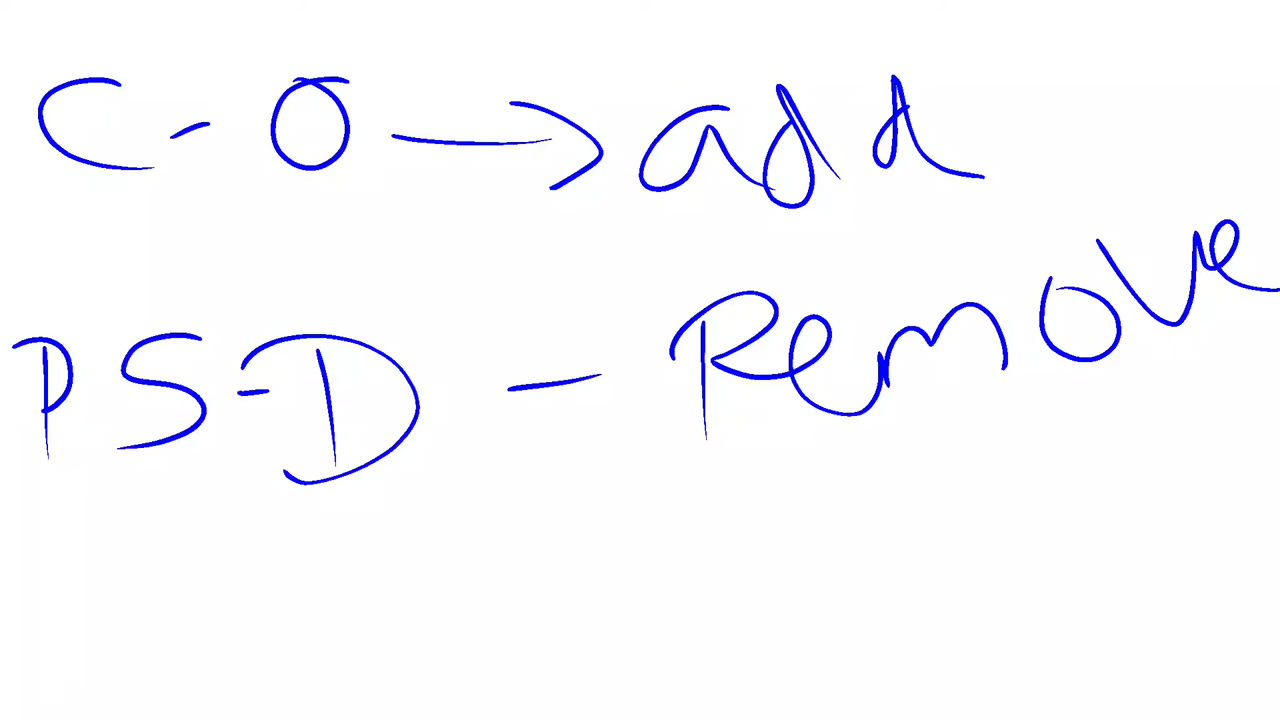 C - O → add
PS-D - Remove